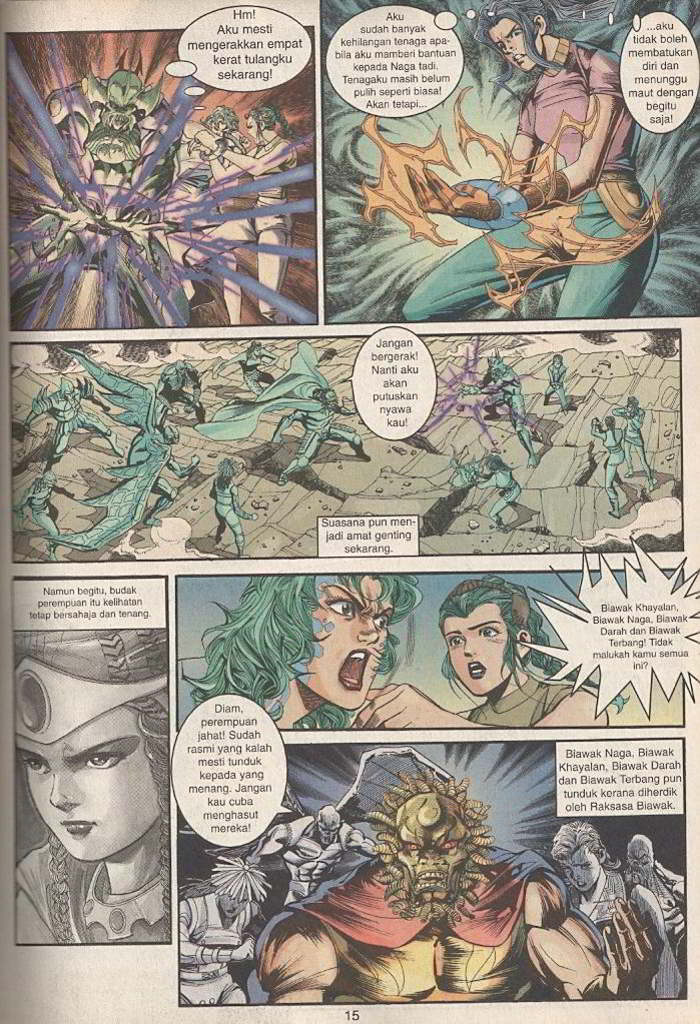 Hm!
Aku mesti
mengerakkan empat
kerat tulangku
sekarang!
Aku
sudah banyak
kehilangan tenaga apa-
bila aku mamberi bantuan
kepada Naga tadi.
Tenagaku masih belum
pulih seperti biasa!
Akan tetapi...
...aku
tidak boleh
membatukan
diri dan
menunggu
maut dengan
begitu
saja!
Jangan
bergerak!
Nanti aku
akan
putuskan
nyawa
kau!
Suasana pun men-
jadi amat genting
sekarang.
Namun begitu, budak
perempuan itu kelihatan
tetap bersahaja dan tenang.
Biawak Khayalan,
Biawak Naga, Biawak
Darah dan Biawak
Terbang! Tidak
malukah kamu semua
ini?
Diam,
perempuan
jahat! Sudah
rasmi yang kalah
mesti tunduk
kepada yang
menang. Jangan
kau cuba
menghasut
mereka!
Biawak Naga, Biawak
Khayalan, Biawak Darah
dan Biawak Terbang pun
tunduk kerana diherdik
oleh Raksasa Biawak.
15